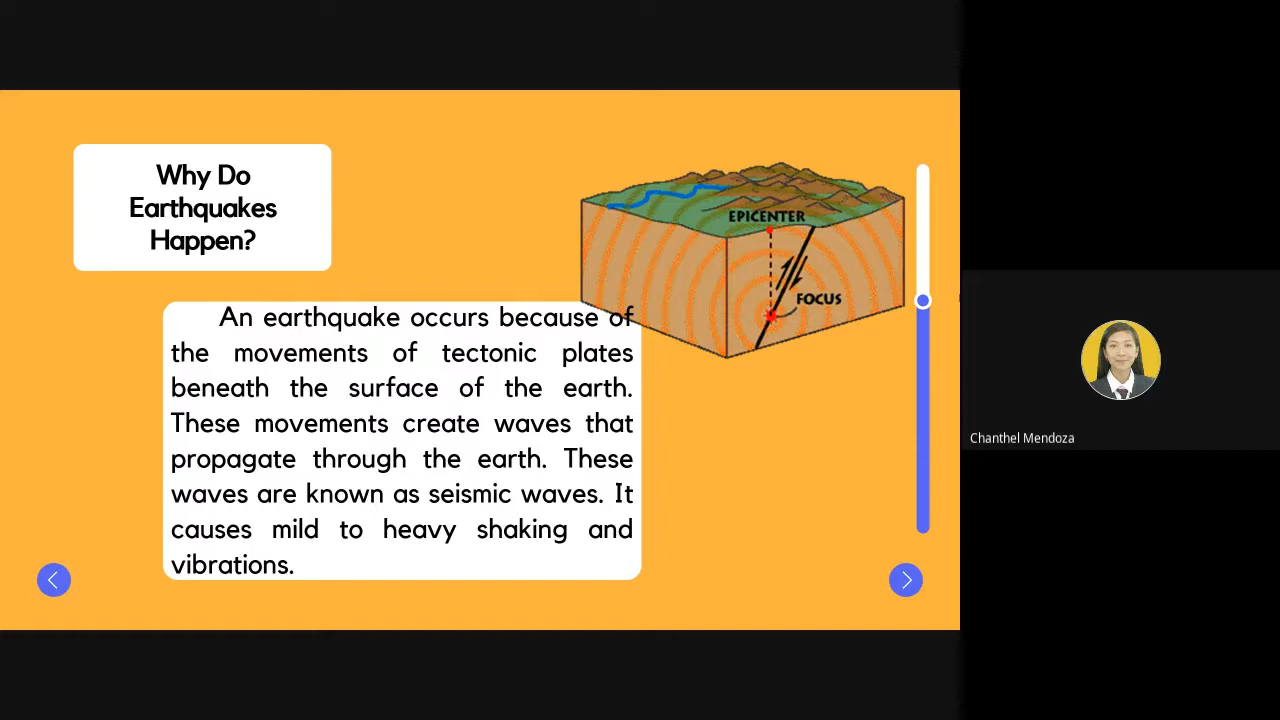 Why Do
Earthquakes
Happen?
EPICENTER
FOCUS
An earthquake occurs because of
the movements of tectonic plates
beneath the surface of the earth.
These movements create waves that
propagate through the earth. These
waves are known as seismic waves. It
causes mild to heavy shaking and
vibrations.
Chanthel Mendoza